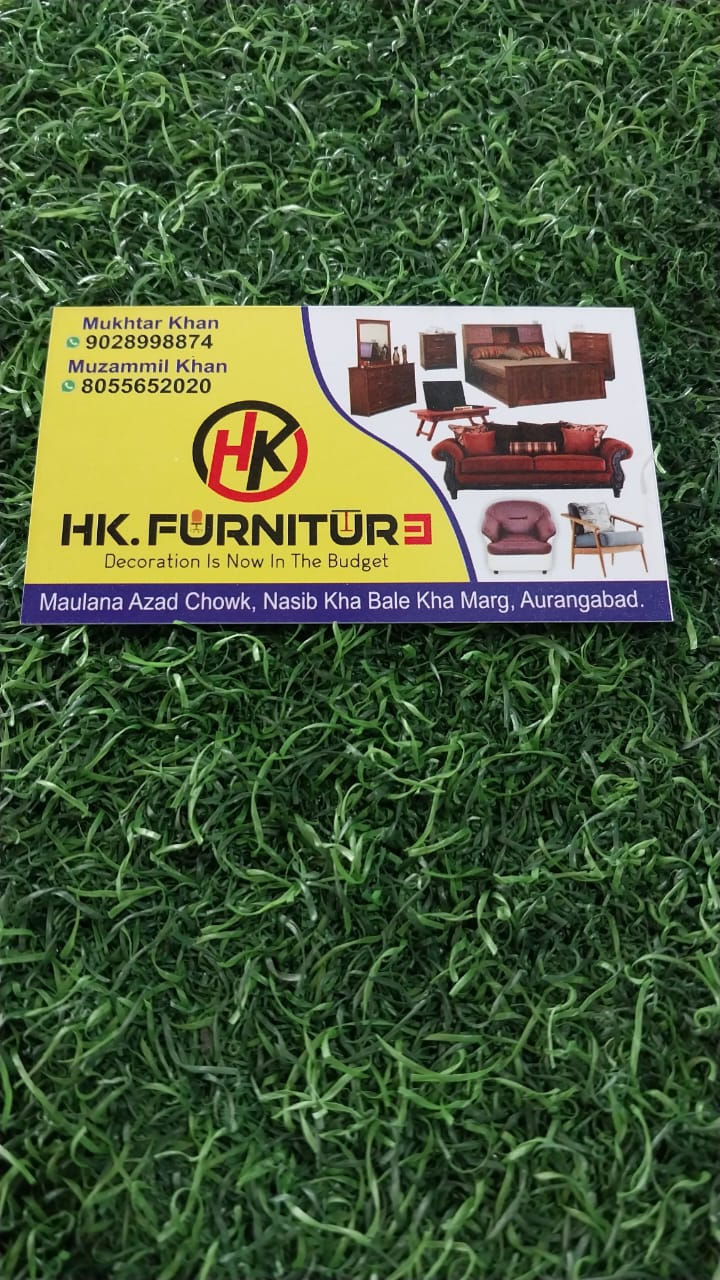 Mukhtar Khan
9028998874
Muzammil Khan
8055652020
HK
HK. FURNITURE
Decoration Is Now In The Budget
Maulana Azad Chowk, Nasib Kha Bale Kha Marg, Aurangabad.